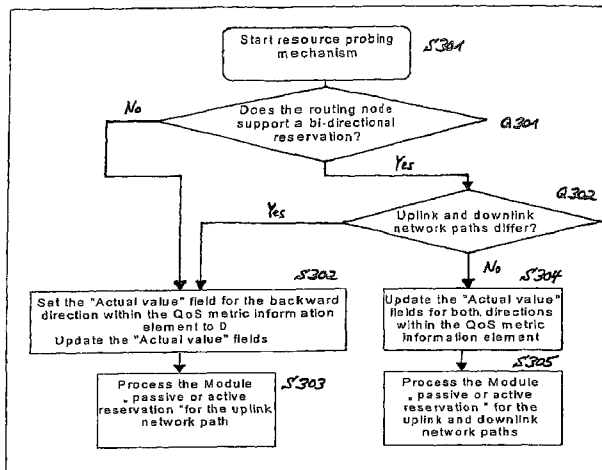 Start resource probing
mechanism
S301
No
Does the routing node
support a bi-directional
reservation?
Q301
Yes
Q302
Yes
Uplink and downlink
network paths differ?
No
S302
S304
Set the "Actual value" field for the backward
direction within the QoS metric information
element to 0
Update the "Actual value" fields
Update the "Actual value"
fields for both directions
within the QoS metric
information element
S303
S305
Process the Module
„ passive or active
reservation "for the uplink
network path
Process the Module
„ passive or active
reservation " for the
uplink and downlink
network paths